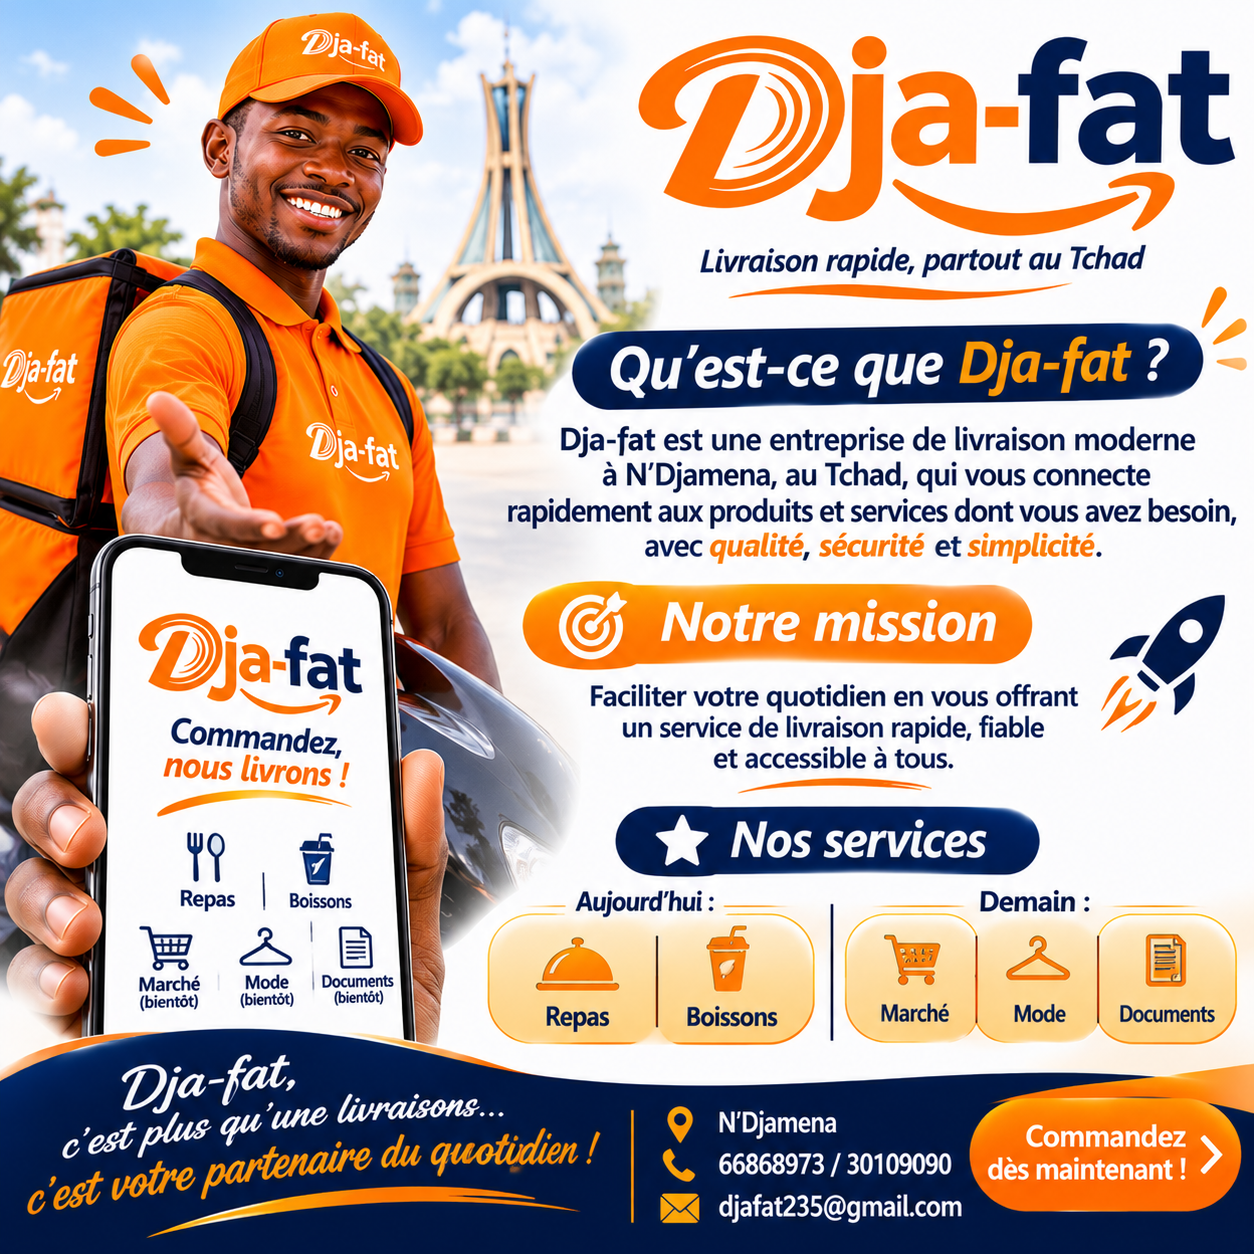 Dja-fat
Dja-fat
Livraison rapide, partout au Tchad
Dja-fat
Dja-fat
Qu'est-ce que Dja-fat ?
Dja-fat est une entreprise de livraison moderne
à N'Djamena, au Tchad, qui vous connecte
rapidement aux produits et services dont vous avez besoin,
avec qualité, sécurité et simplicité.
Notre mission
Faciliter votre quotidien en vous offrant
un service de livraison rapide, fiable
et accessible à tous.
Dja-fat
Commandez,
nous livrons !
Repas
Boissons
Marché
(bientôt)
Mode
(bientôt)
Documents
(bientôt)
Nos services
Aujourd'hui :
Repas
Boissons
Demain :
Marché
Mode
Documents
Dja-fat,
c'est plus qu'une livraisons...
c'est votre partenaire du quotidien !
N'Djamena
66868973 / 30109090
djafat235@gmail.com
Commandez
dès maintenant !